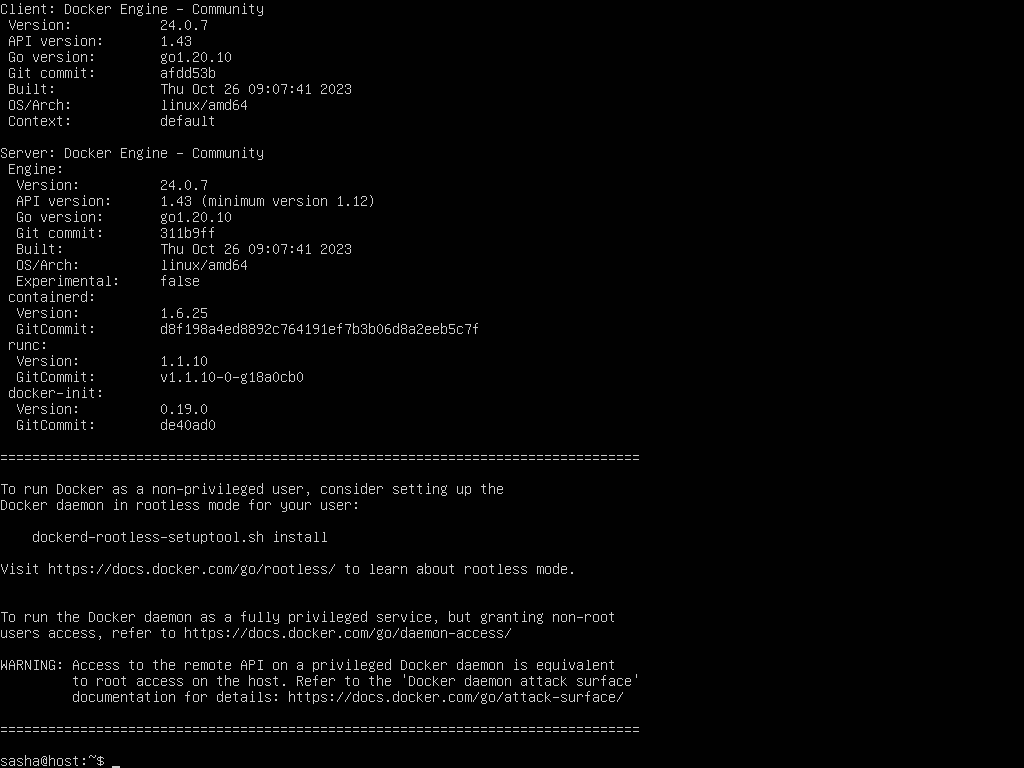 Client: Docker Engine - Community
 Version:           24.0.7
 API version:       1.43
 Go version:        go1.20.10
 Git commit:        afdd53b
 Built:             Thu Oct 26 09:07:41 2023
 OS/Arch:           linux/amd64
 Context:           default

Server: Docker Engine - Community
 Engine:
  Version:          24.0.7
  API version:      1.43 (minimum version 1.12)
  Go version:       go1.20.10
  Git commit:       311b9ff
  Built:            Thu Oct 26 09:07:41 2023
  OS/Arch:          linux/amd64
  Experimental:     false
 containerd:
  Version:          1.6.25
  GitCommit:        d8f198a4ed8892c764191ef7b3b06d8a2eeb5c7f
 runc:
  Version:          1.1.10
  GitCommit:        v1.1.10-0-g18a0cb0
 docker-init:
  Version:          0.19.0
  GitCommit:        de40ad0

================================================================================

To run Docker as a non-privileged user, consider setting up the
Docker daemon in rootless mode for your user:

    dockerd-rootless-setuptool.sh install

Visit https://docs.docker.com/go/rootless/ to learn about rootless mode.


To run the Docker daemon as a fully privileged service, but granting non-root
users access, refer to https://docs.docker.com/go/daemon-access/

WARNING: Access to the remote API on a privileged Docker daemon is equivalent
         to root access on the host. Refer to the 'Docker daemon attack surface'
         documentation for details: https://docs.docker.com/go/attack-surface/

================================================================================

sasha@host:~$ _